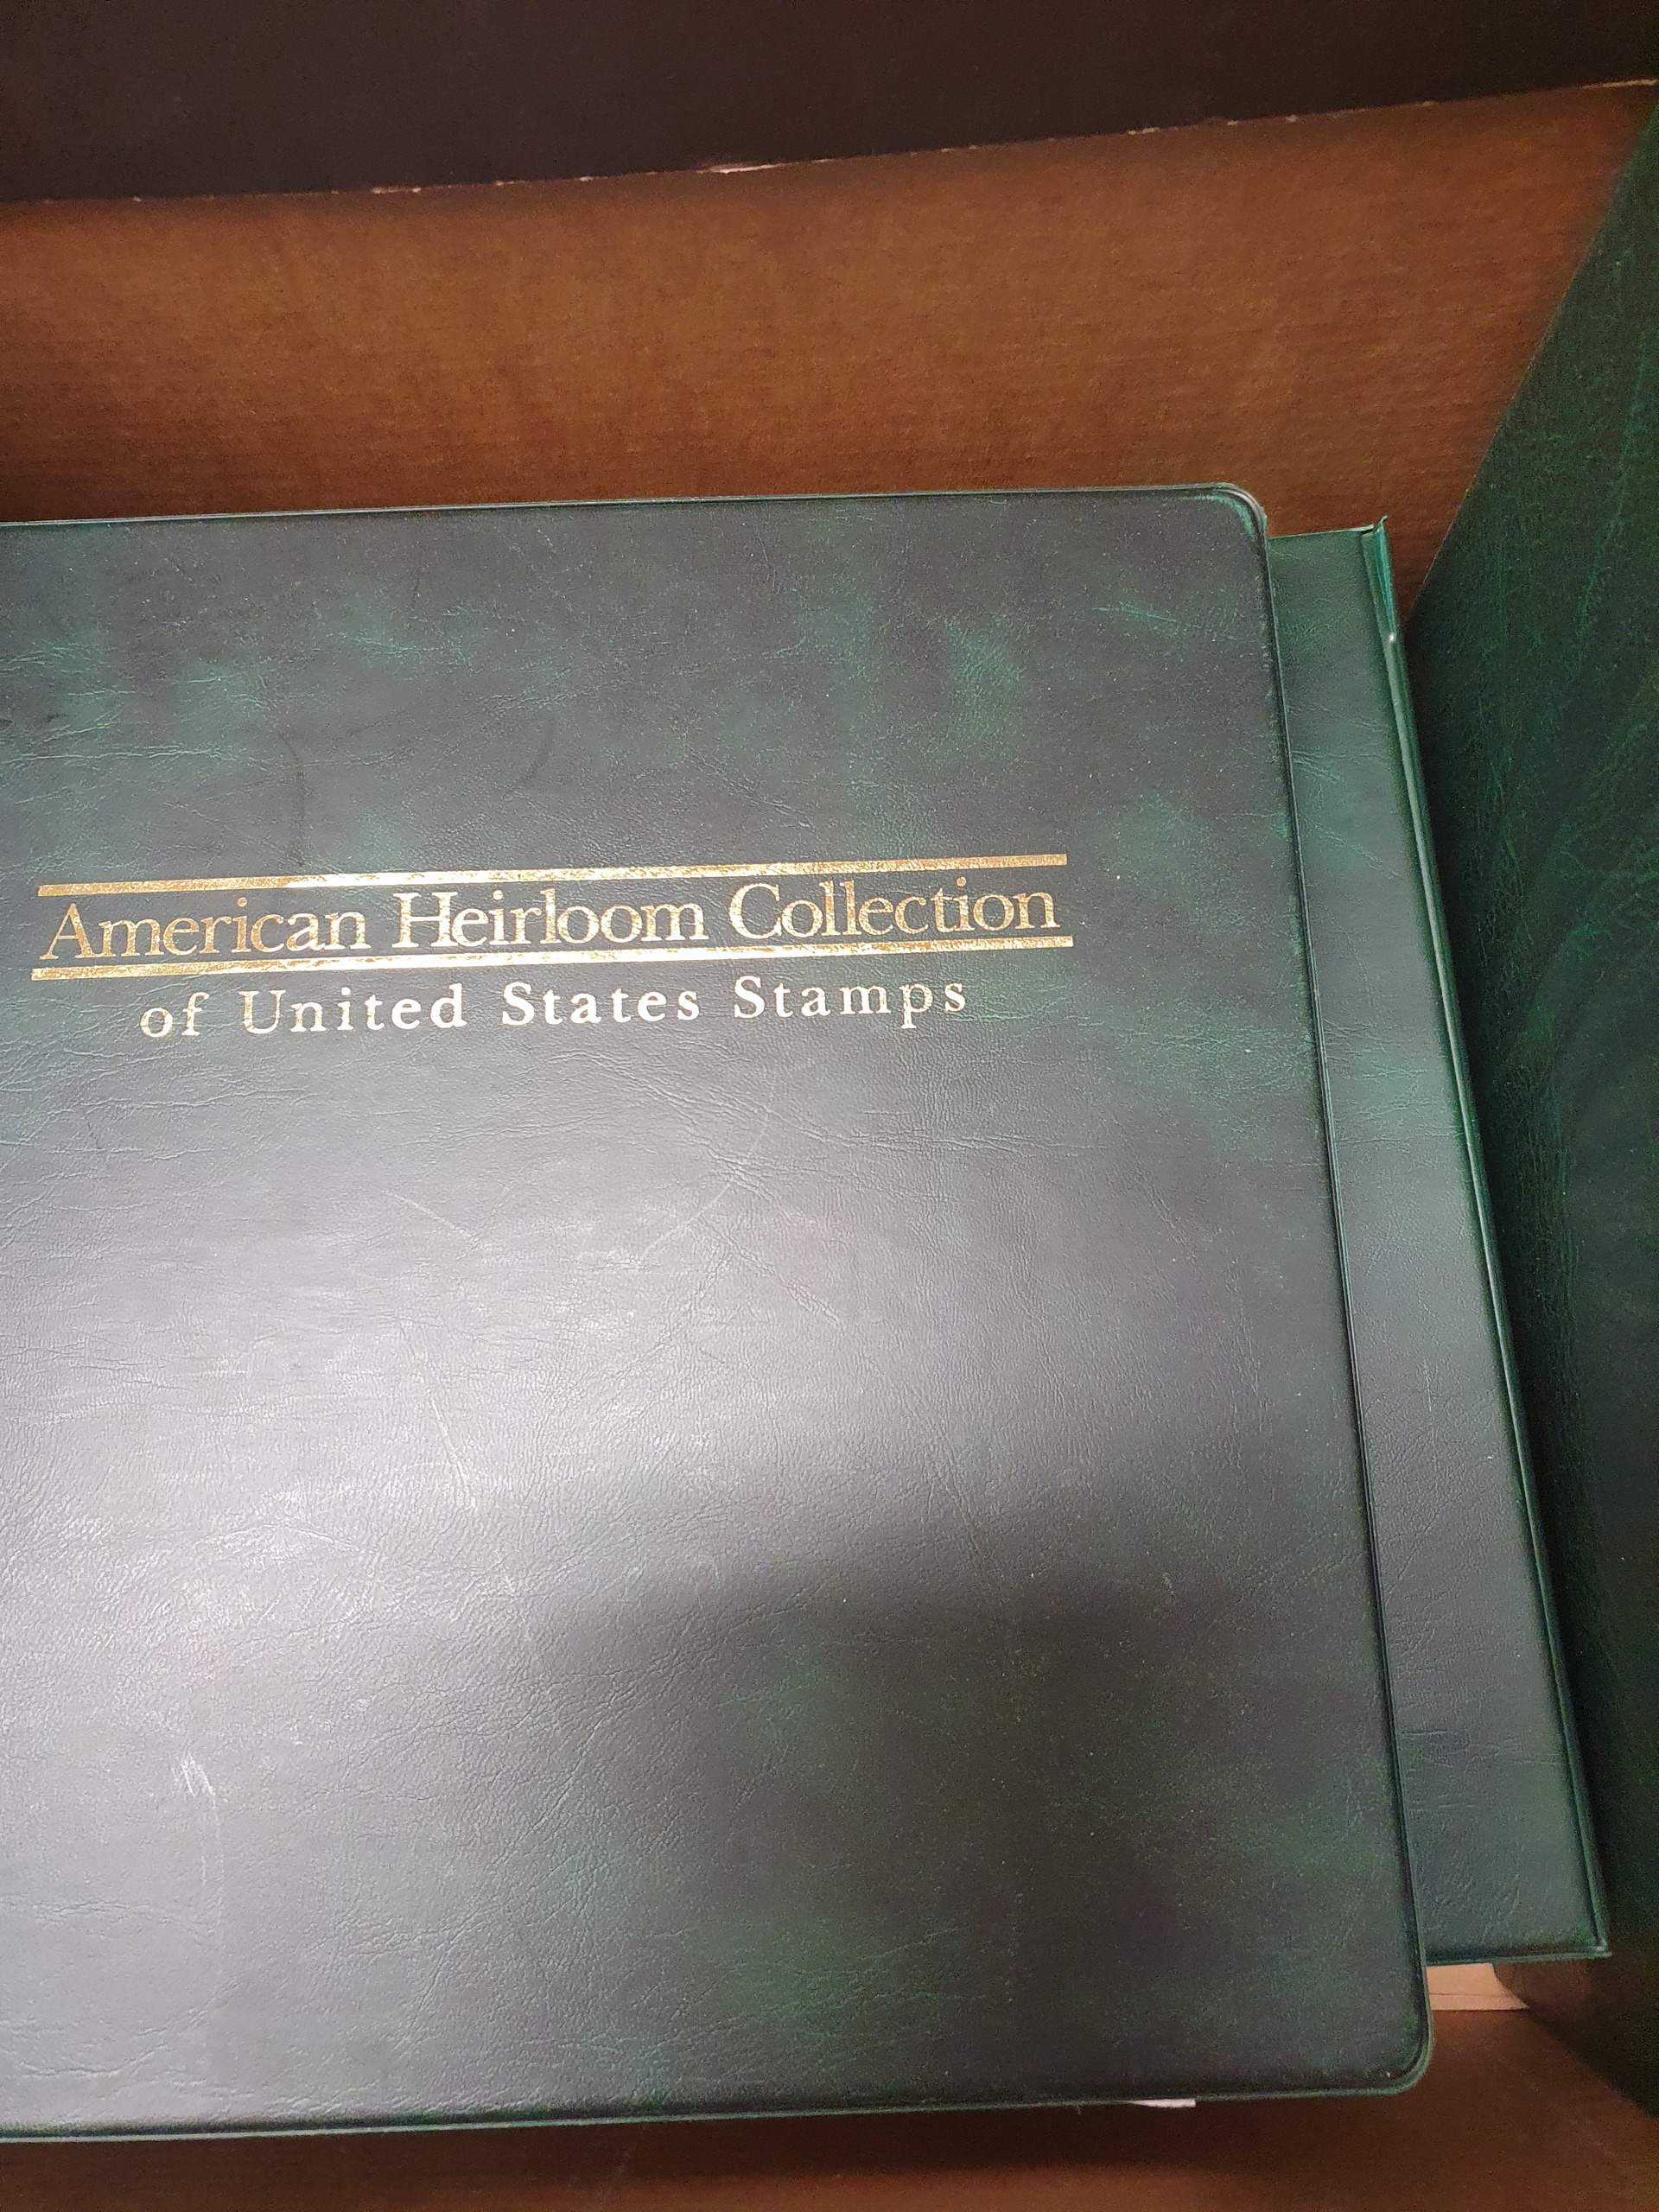 American Heirloom Collection
of United States Stamps